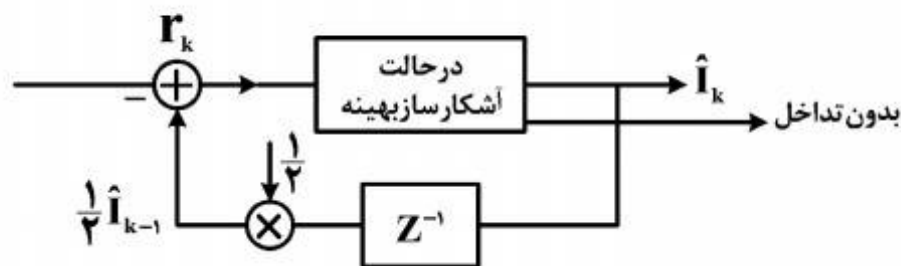 r_k
−
+
درحالت
آشکارسازبهینه
Î_k
بدون تداخل
۱/۲
×
Z^-۱
۱/۲ Î_k-۱